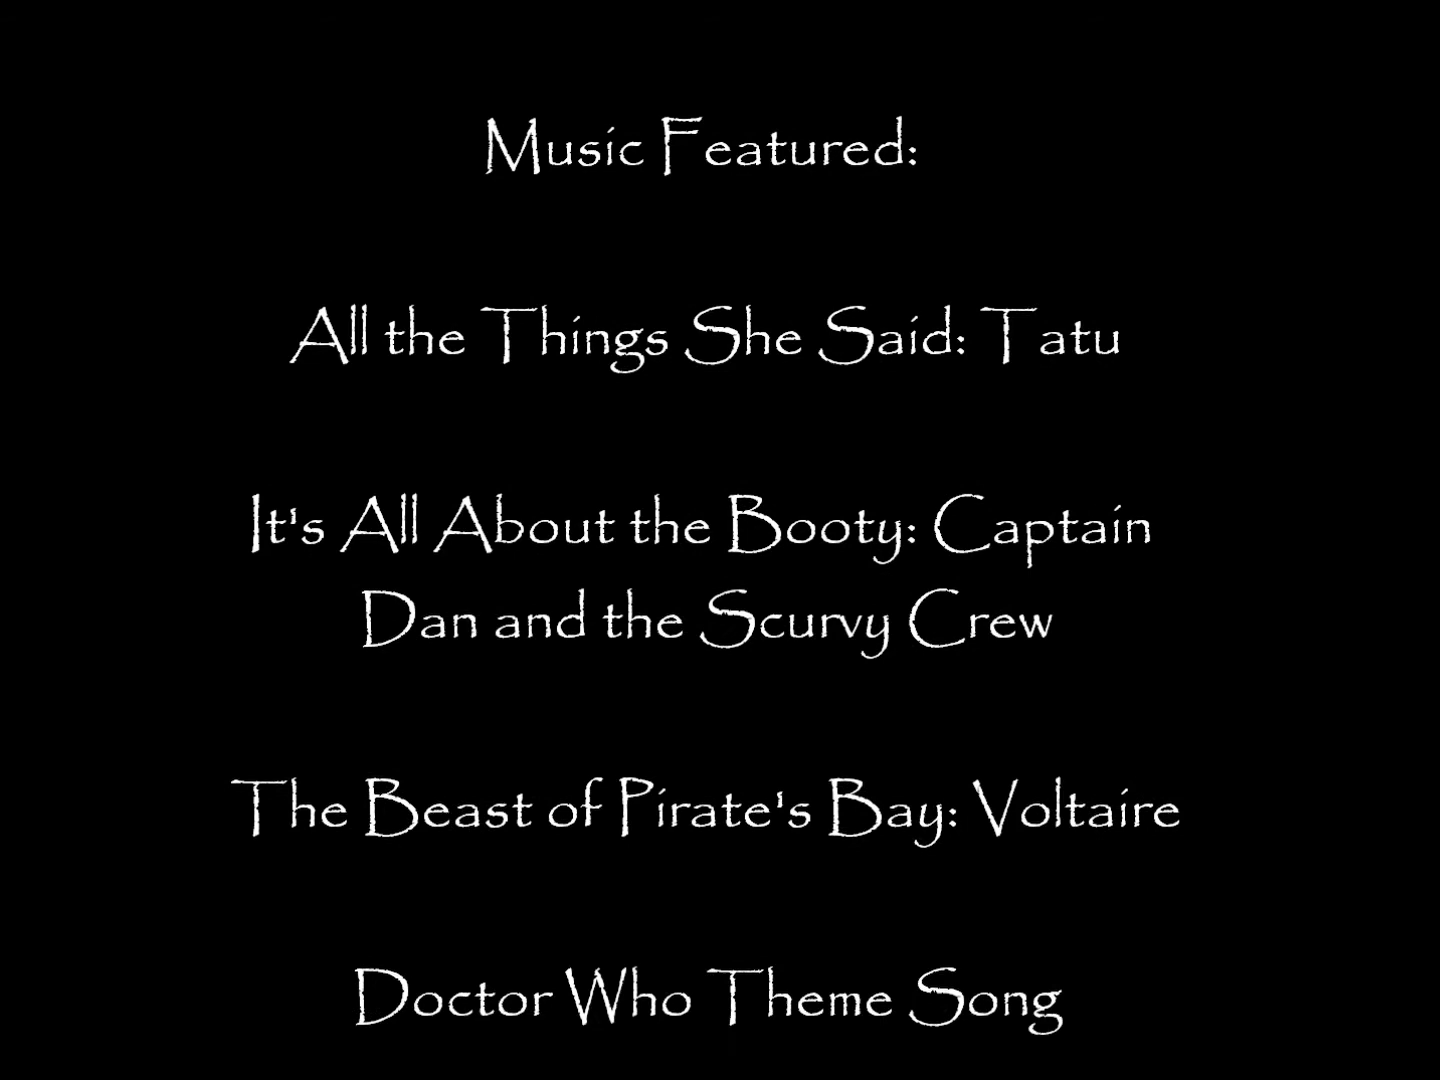 Music Featured:
All the Things She Said: Tatu
It's All About the Booty: Captain
Dan and the Scurvy Crew
The Beast of Pirate's Bay: Voltaire
Doctor Who Theme Song